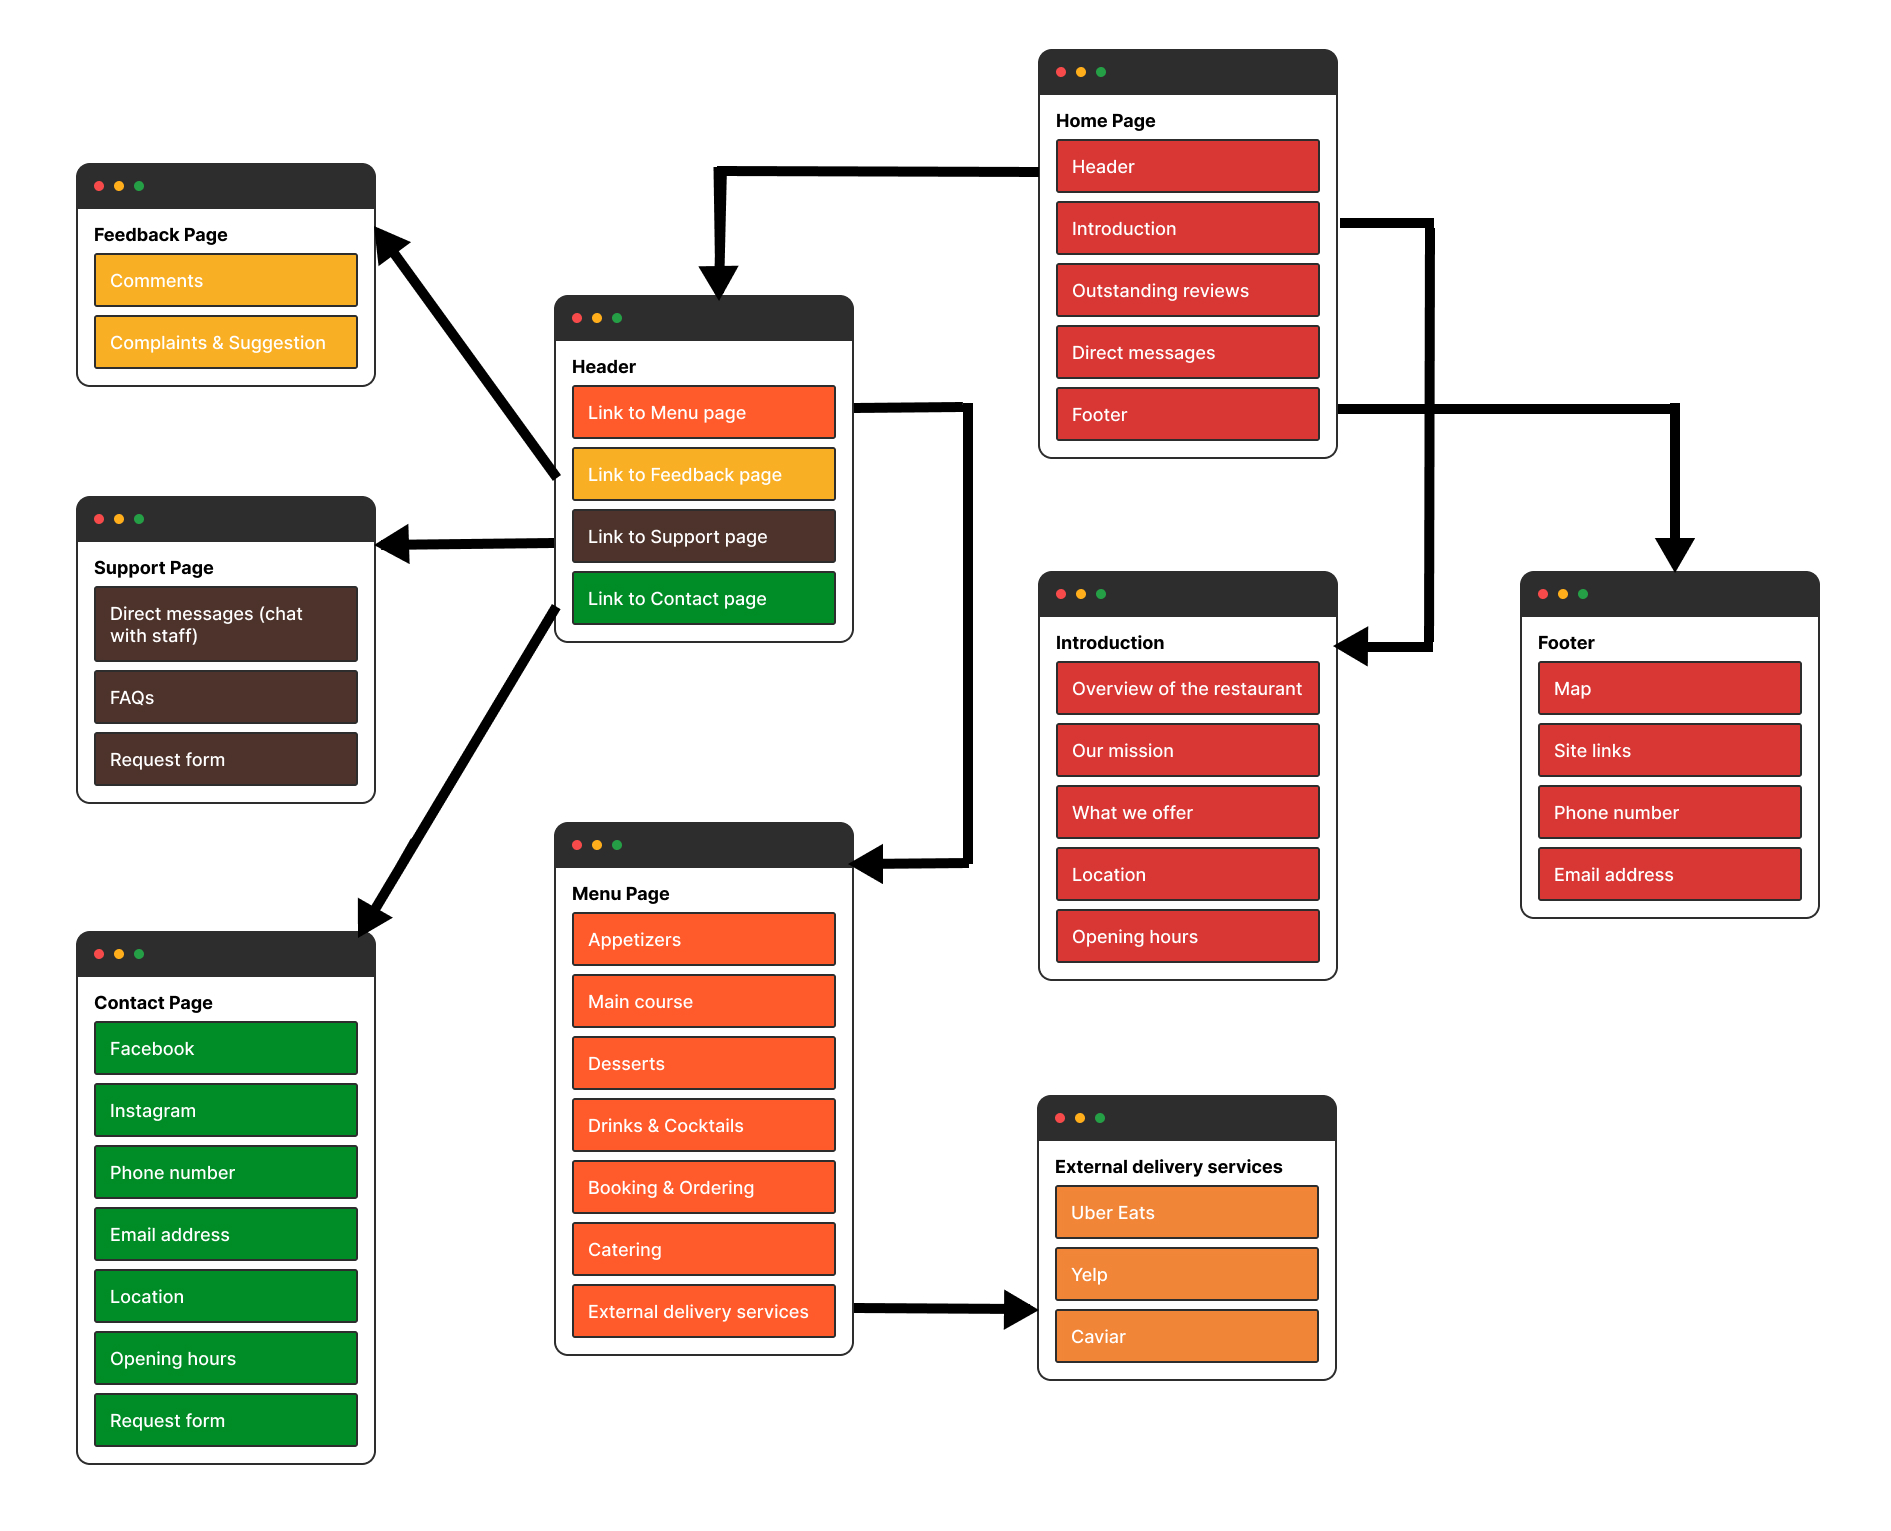 Home Page
Header
Introduction
Outstanding reviews
Direct messages
Footer
Feedback Page
Comments
Complaints & Suggestion
Header
Link to Menu page
Link to Feedback page
Link to Support page
Link to Contact page
Support Page
Direct messages (chat
with staff)
FAQs
Request form
Introduction
Overview of the restaurant
Our mission
What we offer
Location
Opening hours
Footer
Map
Site links
Phone number
Email address
Menu Page
Appetizers
Main course
Desserts
Drinks & Cocktails
Booking & Ordering
Catering
External delivery services
Contact Page
Facebook
Instagram
Phone number
Email address
Location
Opening hours
Request form
External delivery services
Uber Eats
Yelp
Caviar